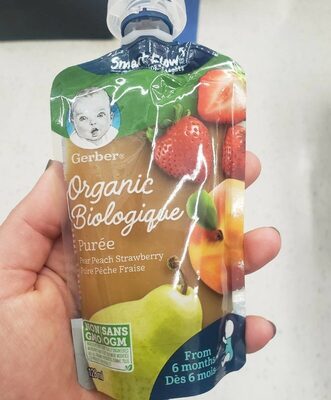 Smart Flow
Gerber®
Organic
Biologique
Purée
Pear Peach Strawberry
Poire Pêche Fraise
NON SANS
GMO OGM
From
6 months
Dès 6 mois
128ml